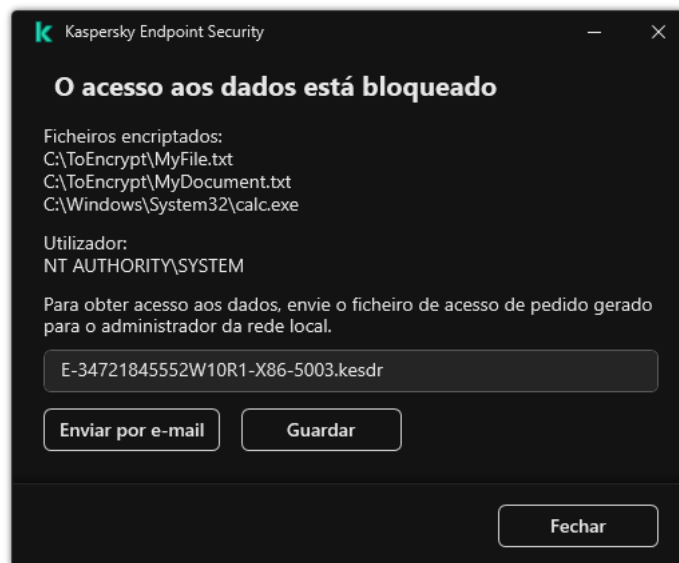 Kaspersky Endpoint Security
O acesso aos dados está bloqueado
Ficheiros encriptados:
C:\ToEncrypt\MyFile.txt
C:\ToEncrypt\MyDocument.txt
C:\Windows\System32\calc.exe
Utilizador:
NT AUTHORITY\SYSTEM
Para obter acesso aos dados, envie o ficheiro de acesso de pedido gerado
para o administrador da rede local.
E-34721845552W10R1-X86-5003.kesdr
Enviar por e-mail Guardar
Fechar